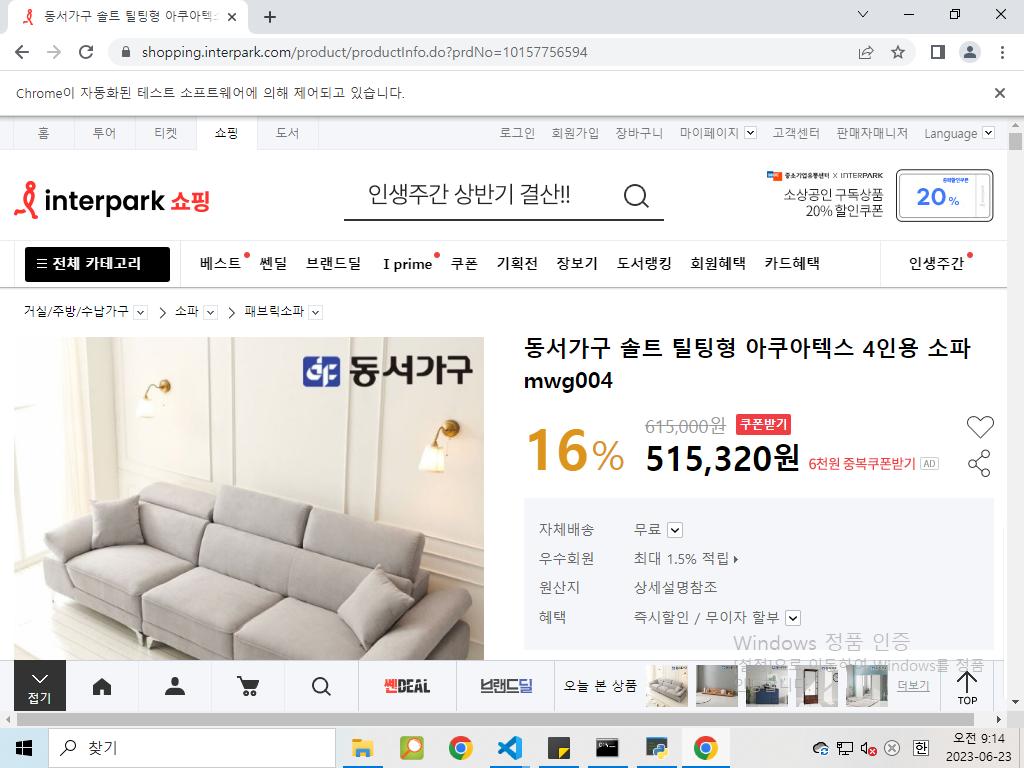 동서가구 솔트 틸팅형 아쿠아텍스
shopping.interpark.com/product/productInfo.do?prdNo=10157756594
Chrome이 자동화된 테스트 소프트웨어에 의해 제어되고 있습니다.
홈 투어 티켓 쇼핑 도서 로그인 회원가입 장바구니 마이페이지 고객센터 판매자매니저 Language
interpark 쇼핑
인생주간 상반기 결산!!
중소기업유통센터 X INTERPARK
소상공인 구독상품
20% 할인쿠폰
20%
전체 카테고리 베스트 쎈딜 브랜드딜 I prime 쿠폰 기획전 장보기 도서랭킹 회원혜택 카드혜택 인생주간
거실/주방/수납가구 소파 패브릭소파
동서가구
동서가구 솔트 틸팅형 아쿠아텍스 4인용 소파
mwg004
16%
615,000원 쿠폰받기
515,320원 6천원 중복쿠폰받기 AD
자체배송 무료
우수회원 최대 1.5% 적립
원산지 상세설명참조
혜택 즉시할인 / 무이자 할부
Windows 정품 인증
[설정]으로 이동하여 Windows를 정품
접기
쎈DEAL
브랜드딜
오늘 본 상품
더보기
TOP
찾기
한
오전 9:14
2023-06-23